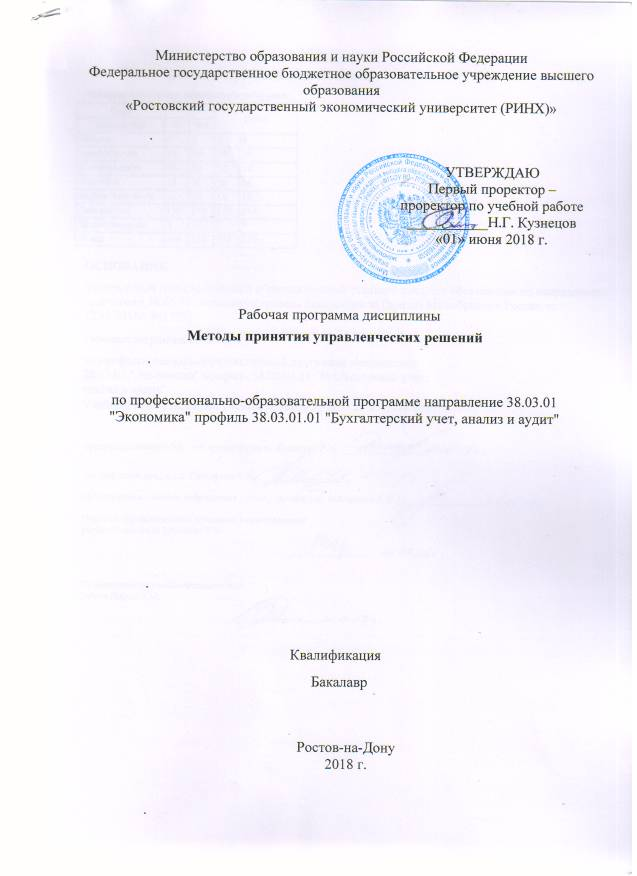 Министерство образования и науки Российской Федерации
Федеральное государственное бюджетное образовательное учреждение высшего
образования
«Ростовский государственный экономический университет (РИНХ)»
УТВЕРЖДАЮ
Первый проректор –
проректор по учебной работе
Н.Г. Кузнецов
«01» июня 2018 г.
Рабочая программа дисциплины
Методы принятия управленческих решений
по профессионально-образовательной программе направление 38.03.01
"Экономика" профиль 38.03.01.01 "Бухгалтерский учет, анализ и аудит"
Квалификация
Бакалавр
Ростов-на-Дону
2018 г.